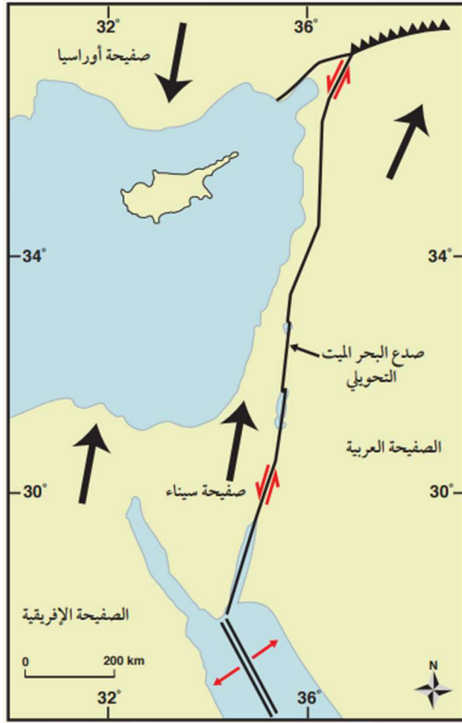 32°
36°
صفيحة أوراسيا
34°
34°
صدع البحر الميت
التحويلي
الصفيحة العربية
صفيحة سيناء
30°
30°
الصفيحة الإفريقية
0
200 km
N
32°
36°